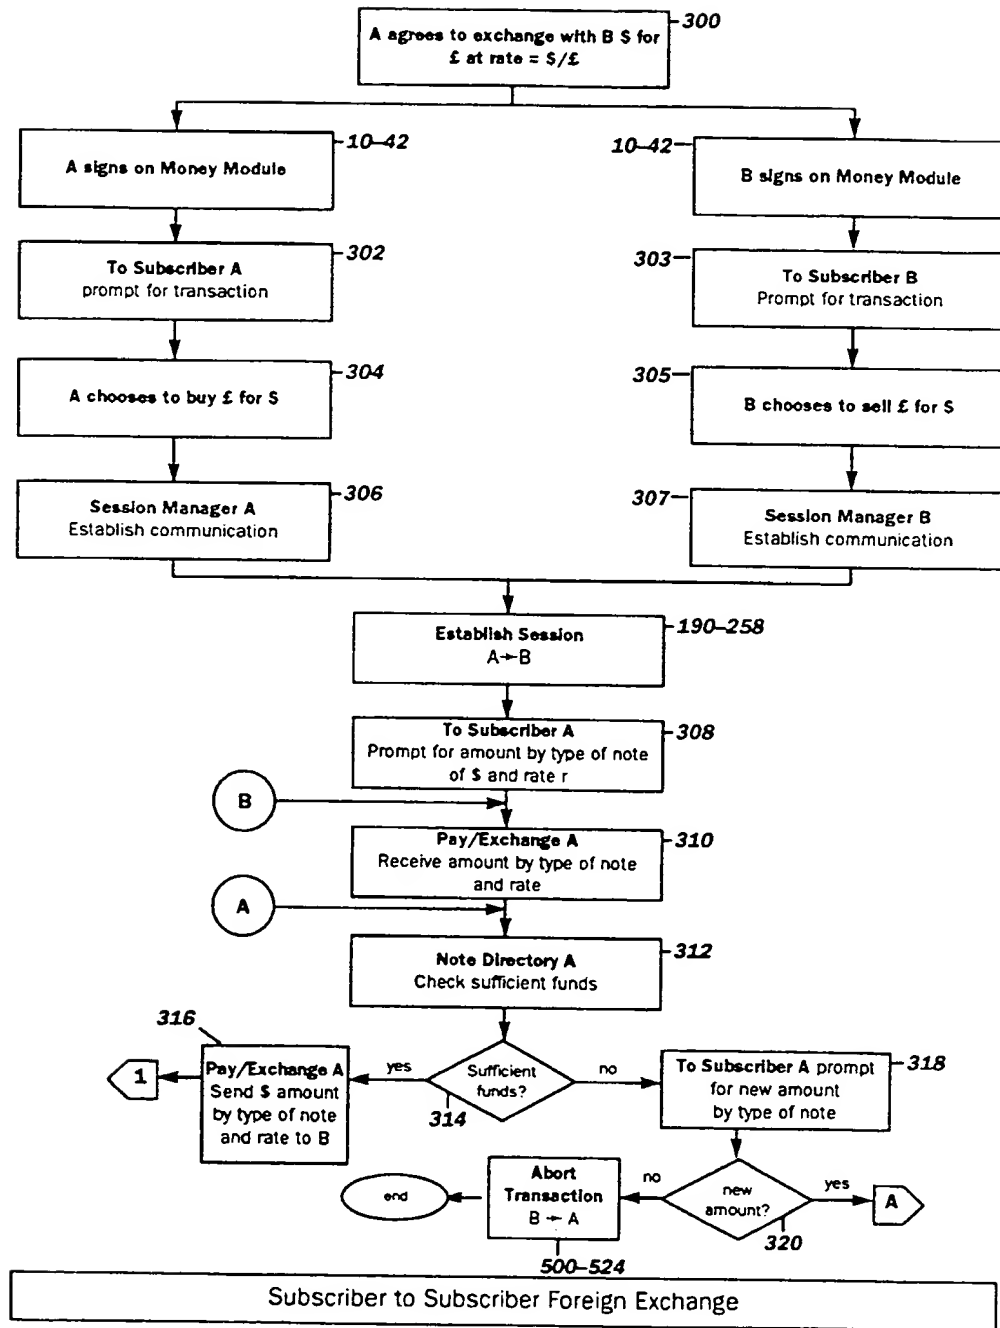 300
A agrees to exchange with B $ for
£ at rate = $/£
10–42
A signs on Money Module
10–42
B signs on Money Module
302
To Subscriber A
prompt for transaction
303
To Subscriber B
Prompt for transaction
304
A chooses to buy £ for $
305
B chooses to sell £ for $
306
Session Manager A
Establish communication
307
Session Manager B
Establish communication
190–258
Establish Session
A→B
308
To Subscriber A
Prompt for amount by type of note
of $ and rate r
B
310
Pay/Exchange A
Receive amount by type of note
and rate
A
312
Note Directory A
Check sufficient funds
316
1
Pay/Exchange A
Send $ amount
by type of note
and rate to B
yes
Sufficient
funds?
314
no
318
To Subscriber A prompt
for new amount
by type of note
end
Abort
Transaction
B → A
500–524
no
new
amount?
320
yes
A
Subscriber to Subscriber Foreign Exchange